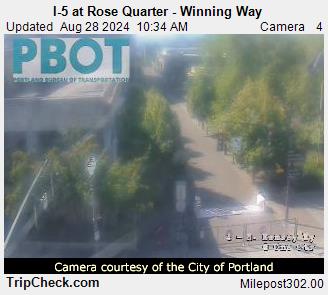 I-5 at Rose Quarter - Winning Way
Updated Aug 28 2024 10:34 AM Camera 4
PBOT
PORTLAND BUREAU OF TRANSPORTATION
Camera courtesy of the City of Portland
TripCheck.com Milepost302.00